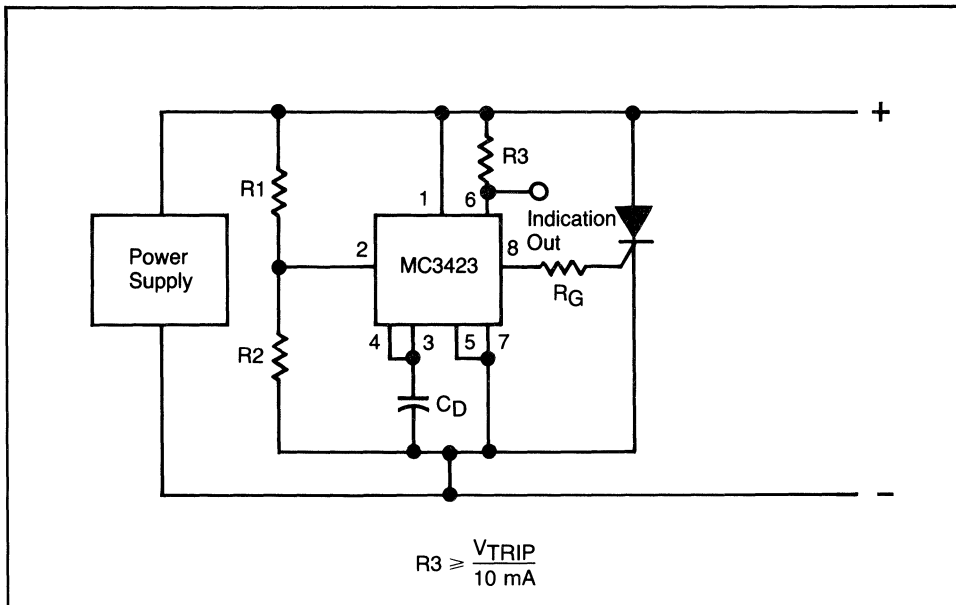 +
R3
R1
1
6
Indication
Out
2
8
Power
Supply
MC3423
RG
R2
4
3
5
7
CD
−
R3 ≥ VTRIP
10 mA